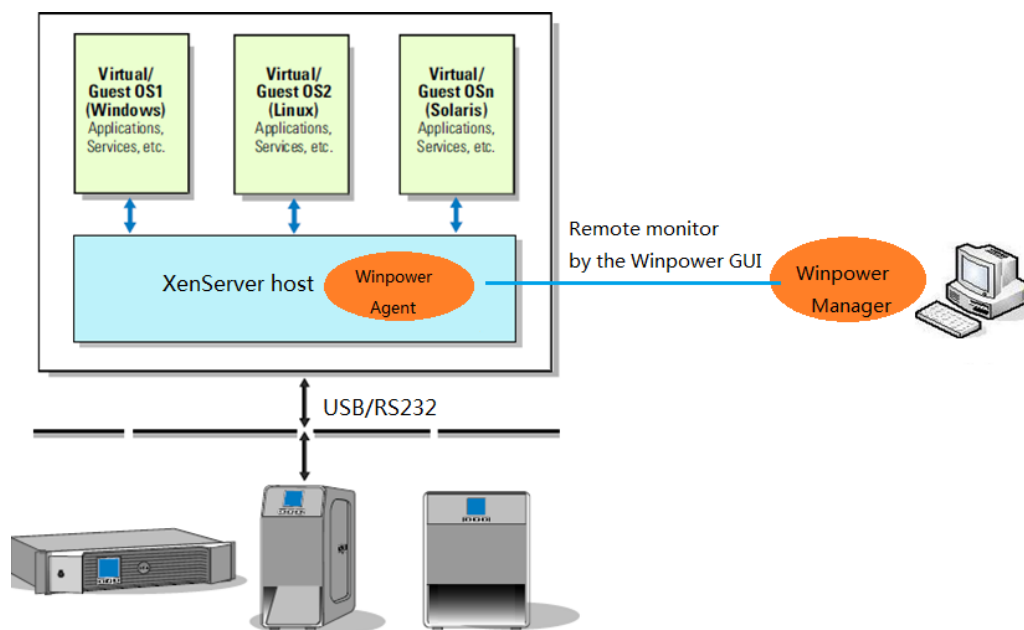 Virtual/
Guest OS1
(Windows)
Applications,
Services, etc.
Virtual/
Guest OS2
(Linux)
Applications,
Services, etc.
Virtual/
Guest OSn
(Solaris)
Applications,
Services, etc.
XenServer host
Winpower
Agent
Remote monitor
by the Winpower GUI
Winpower
Manager
USB/RS232